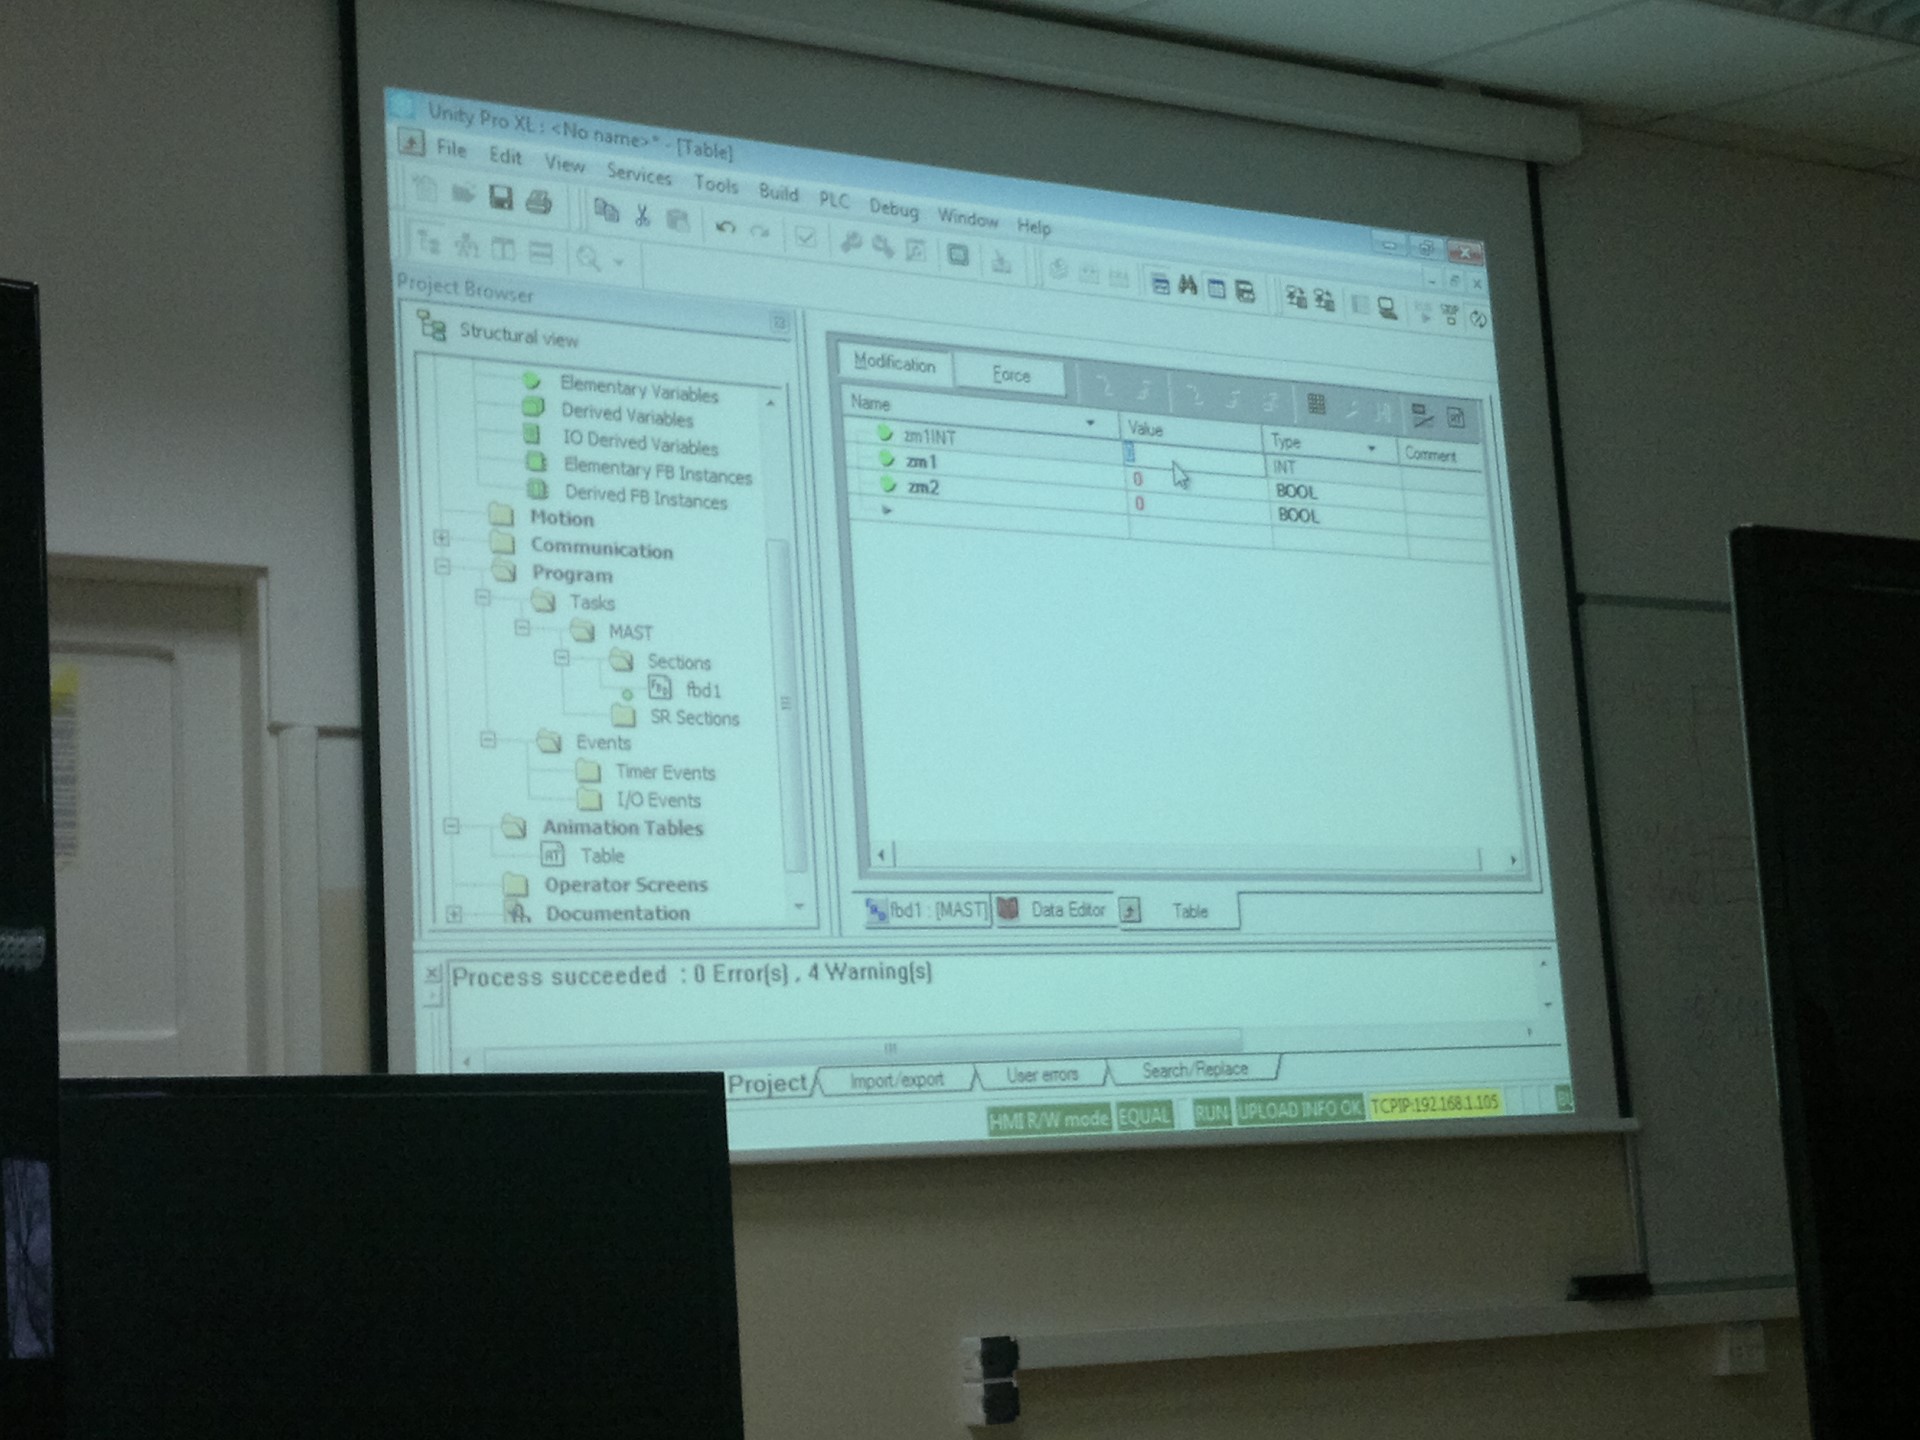 Unity Pro XL : <No name>* - [Table]
File Edit View Services Tools Build PLC Debug Window Help
Project Browser
Structural view
Elementary Variables
Derived Variables
IO Derived Variables
Elementary FB Instances
Derived FB Instances
Motion
Communication
Program
Tasks
MAST
Sections
fbd1
SR Sections
Events
Timer Events
I/O Events
Animation Tables
Table
Operator Screens
Documentation
Modification Force
Name Value Type Comment
zm1INT INT
zm1 0 BOOL
zm2 0 BOOL
fbd1 : [MAST] Data Editor Table
Process succeeded : 0 Error(s) , 4 Warning(s)
Project Import/export User errors Search/Replace
HMI R/W mode EQUAL RUN UPLOAD INFO OK TCPIP:192.168.1.105